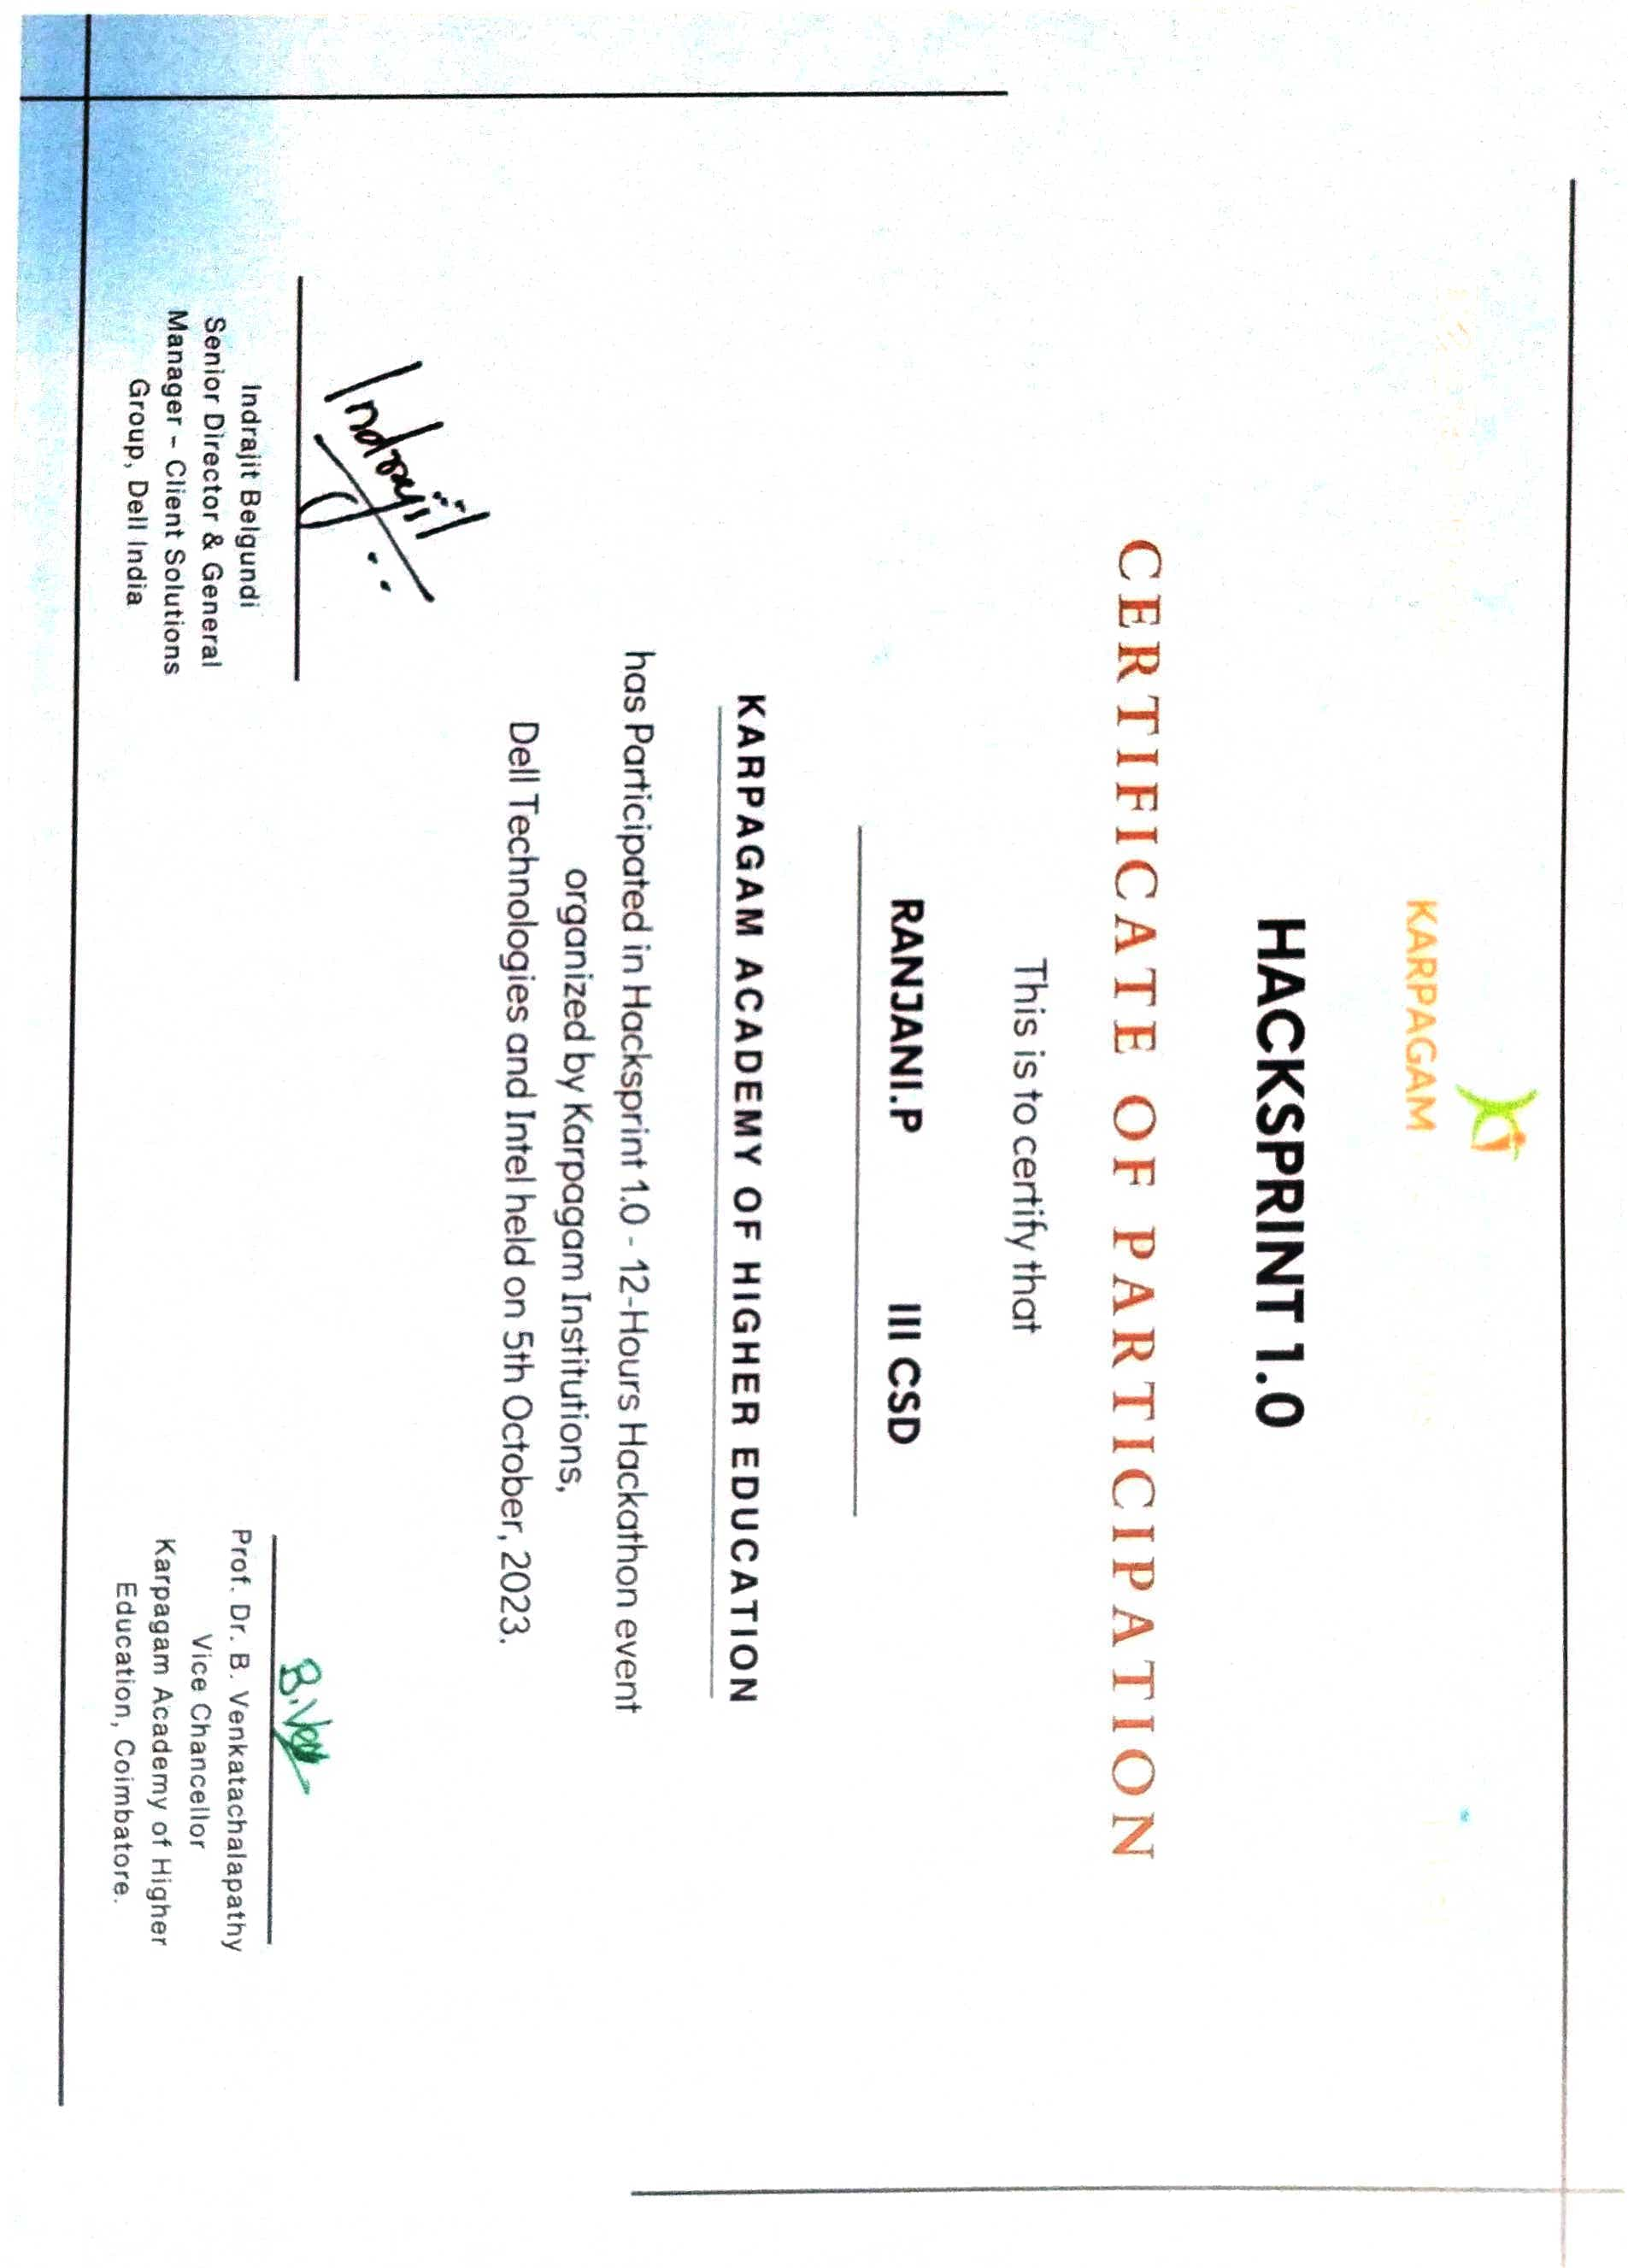 KARPAGAM
HACKSPRINT 1.0
CERTIFICATE OF PARTICIPATION
This is to certify that
RANJANI.P III CSD
KARPAGAM ACADEMY OF HIGHER EDUCATION
has Participated in Hacksprint 1.0 - 12-Hours Hackathon event
organized by Karpagam Institutions,
Dell Technologies and Intel held on 5th October, 2023.
Indrajit
Indrajit Belgundi
Senior Director & General
Manager – Client Solutions
Group, Dell India
B.Ven
Prof. Dr. B. Venkatachalapathy
Vice Chancellor
Karpagam Academy of Higher
Education, Coimbatore.